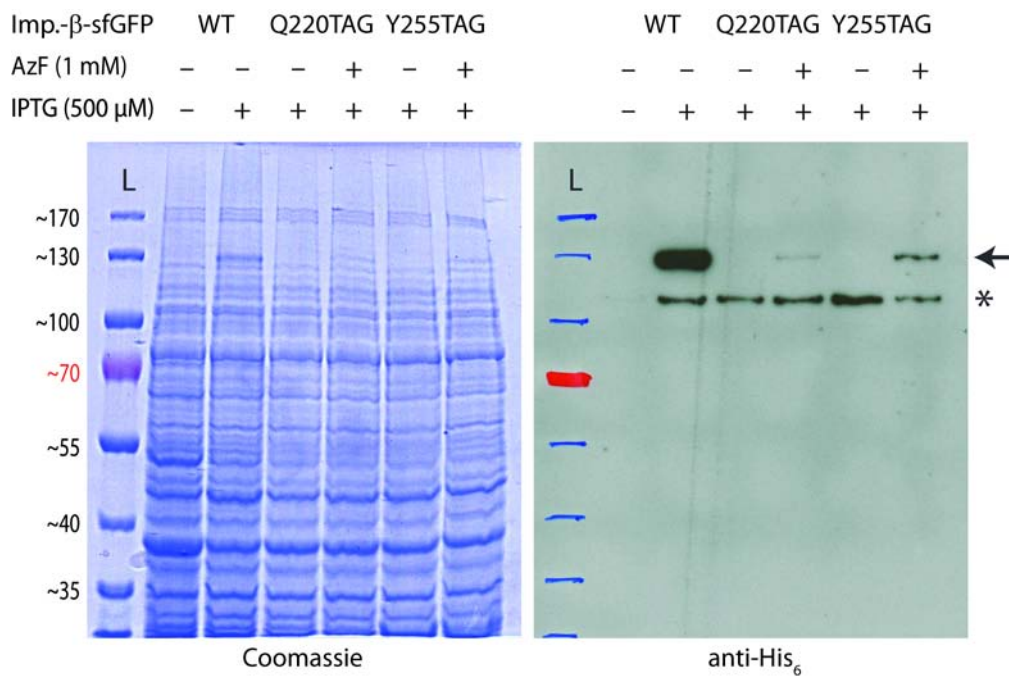 Imp.-β-sfGFP WT Q220TAG Y255TAG WT Q220TAG Y255TAG
AzF (1 mM) – – – + – + – – – + – +
IPTG (500 µM) – + + + + + – + + + + +
L L
~170
~130
*
~100
~70
~55
~40
~35
Coomassie anti-His₆